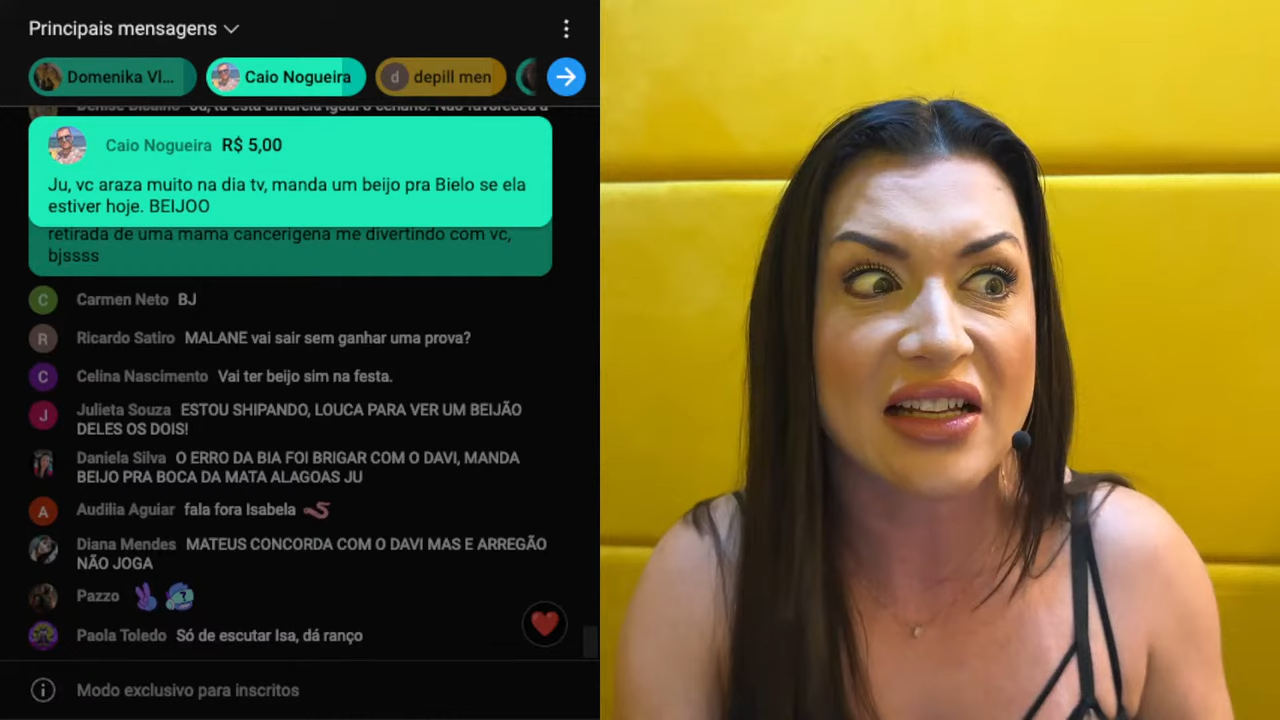 Principais mensagens
Domenika Vl...
Caio Nogueira
depill men
Caio Nogueira R$ 5,00
Ju, vc araza muito na dia tv, manda um beijo pra Bielo se ela
estiver hoje. BEIJOO
retirada de uma mama cancerigena me divertindo com vc,
bjssss
C Carmen Neto BJ
R Ricardo Satiro MALANE vai sair sem ganhar uma prova?
C Celina Nascimento Vai ter beijo sim na festa.
J Julieta Souza ESTOU SHIPANDO, LOUCA PARA VER UM BEIJÃO
DELES OS DOIS!
Daniela Silva O ERRO DA BIA FOI BRIGAR COM O DAVI, MANDA
BEIJO PRA BOCA DA MATA ALAGOAS JU
A Audilia Aguiar fala fora Isabela
Diana Mendes MATEUS CONCORDA COM O DAVI MAS E ARREGÃO
NÃO JOGA
Pazzo
Paola Toledo Só de escutar Isa, dá ranço
Modo exclusivo para inscritos